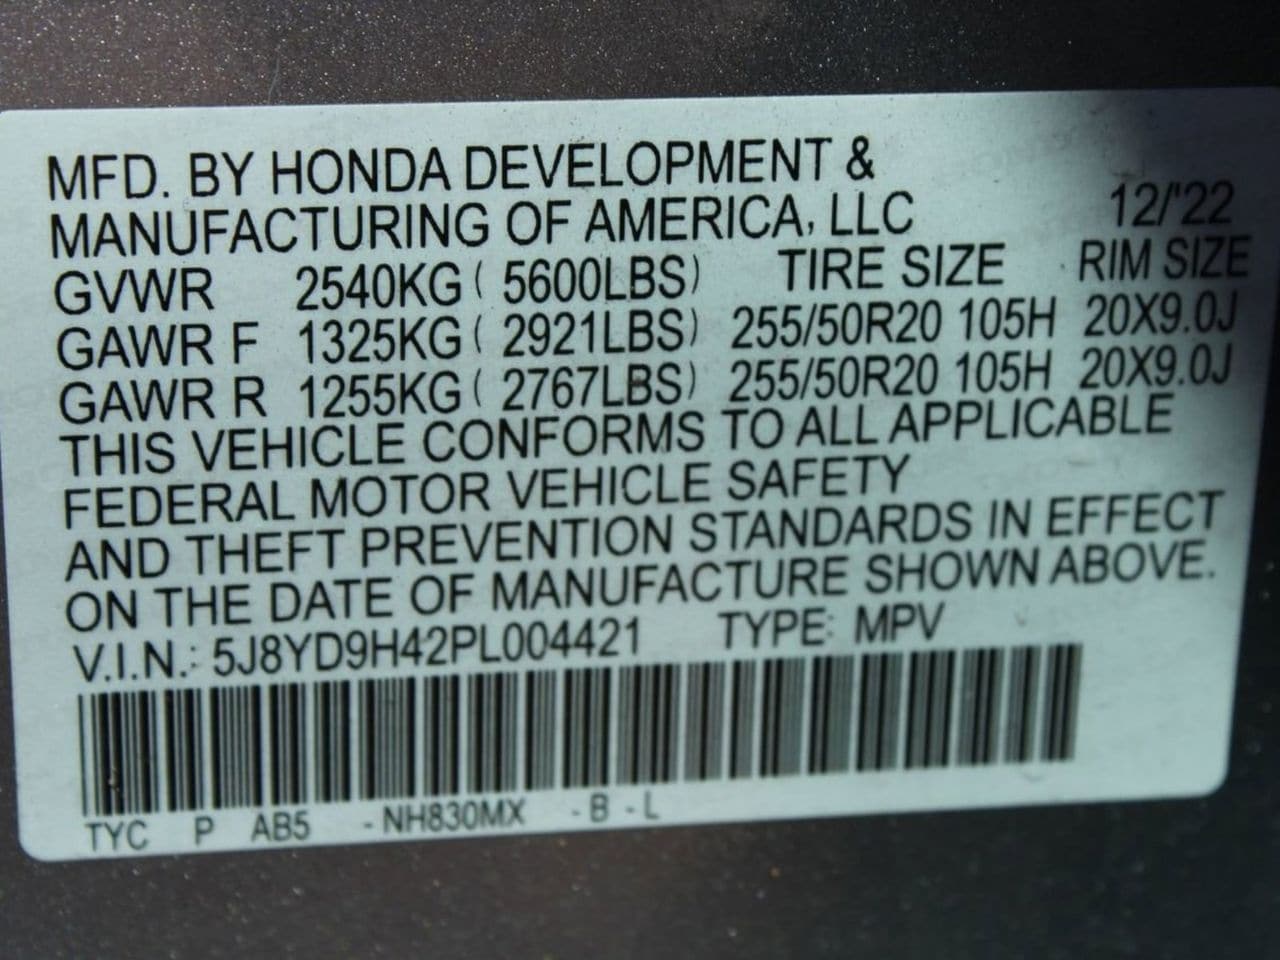 MFD. BY HONDA DEVELOPMENT &
MANUFACTURING OF AMERICA, LLC 12/'22
GVWR 2540KG ( 5600LBS) TIRE SIZE RIM SIZE
GAWR F 1325KG ( 2921LBS) 255/50R20 105H 20X9.0J
GAWR R 1255KG ( 2767LBS) 255/50R20 105H 20X9.0J
THIS VEHICLE CONFORMS TO ALL APPLICABLE
FEDERAL MOTOR VEHICLE SAFETY
AND THEFT PREVENTION STANDARDS IN EFFECT
ON THE DATE OF MANUFACTURE SHOWN ABOVE.
V.I.N.: 5J8YD9H42PL004421 TYPE: MPV
TYC P AB5 -NH830MX -B -L